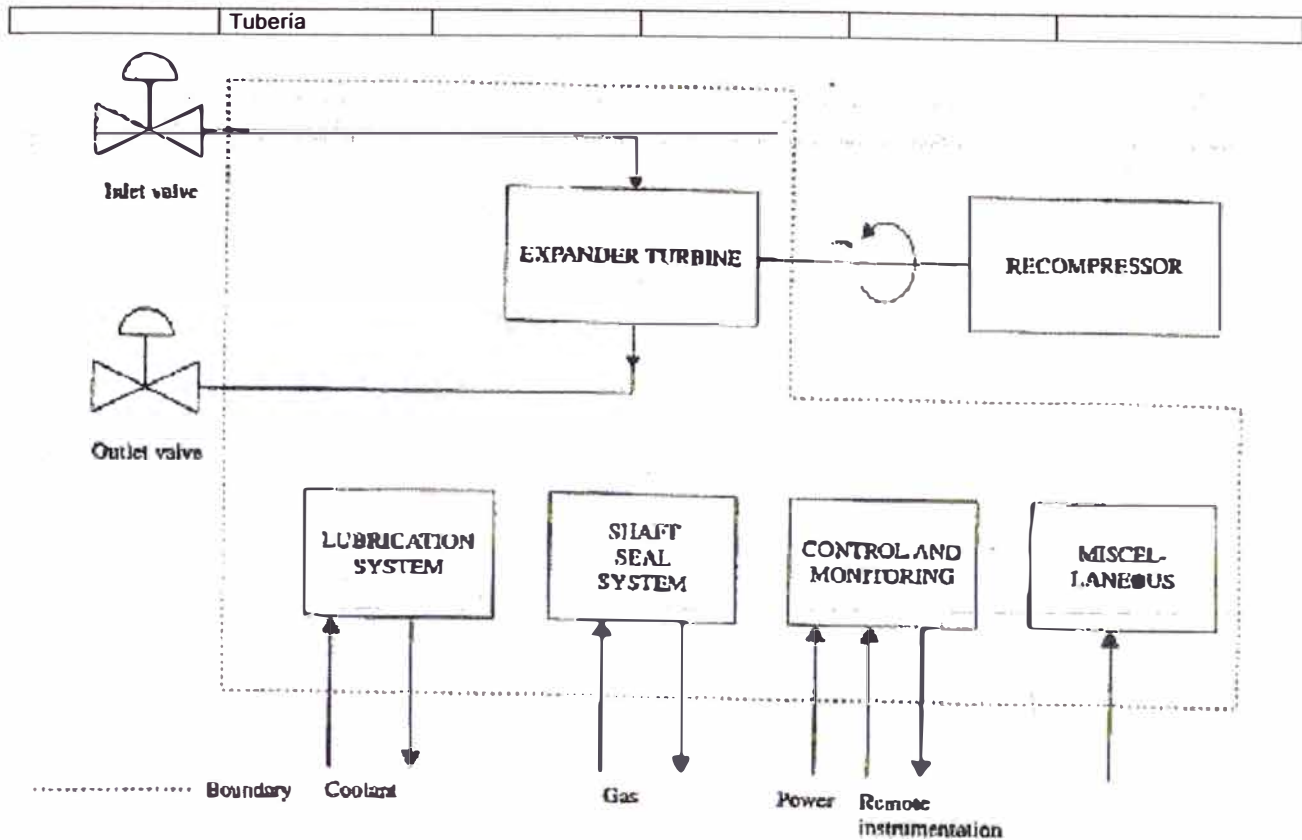 Tubería
Inlet valve
EXPANDER TURBINE
RECOMPRESSOR
Outlet valve
LUBRICATION
SYSTEM
SHAFT
SEAL
SYSTEM
CONTROL AND
MONITORING
MISCEL-
LANEOUS
Boundary
Coolant
Gas
Power
Remote
instrumentation